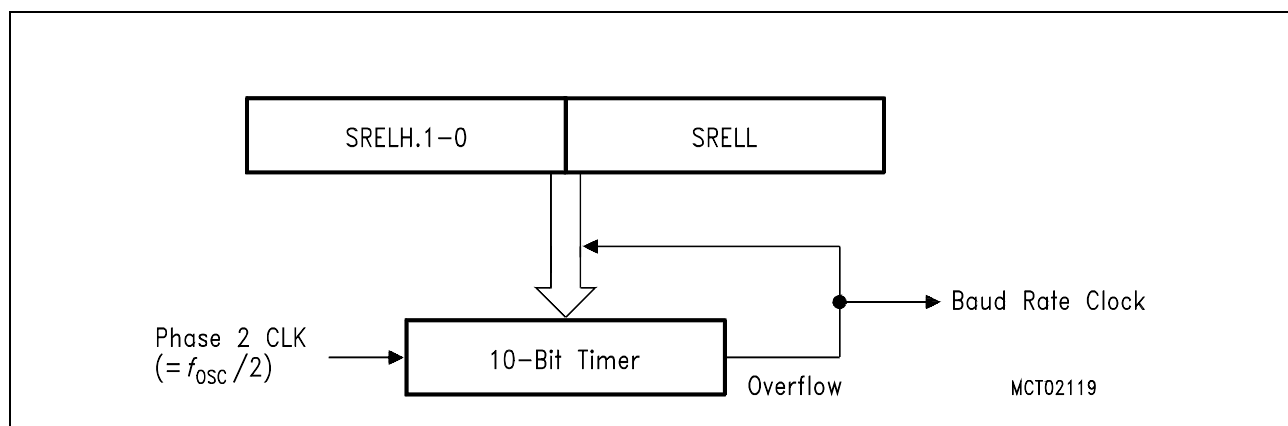 SRELH.1-0
SRELL
Phase 2 CLK
(= fOSC/2)
10-Bit Timer
Overflow
Baud Rate Clock
MCT02119